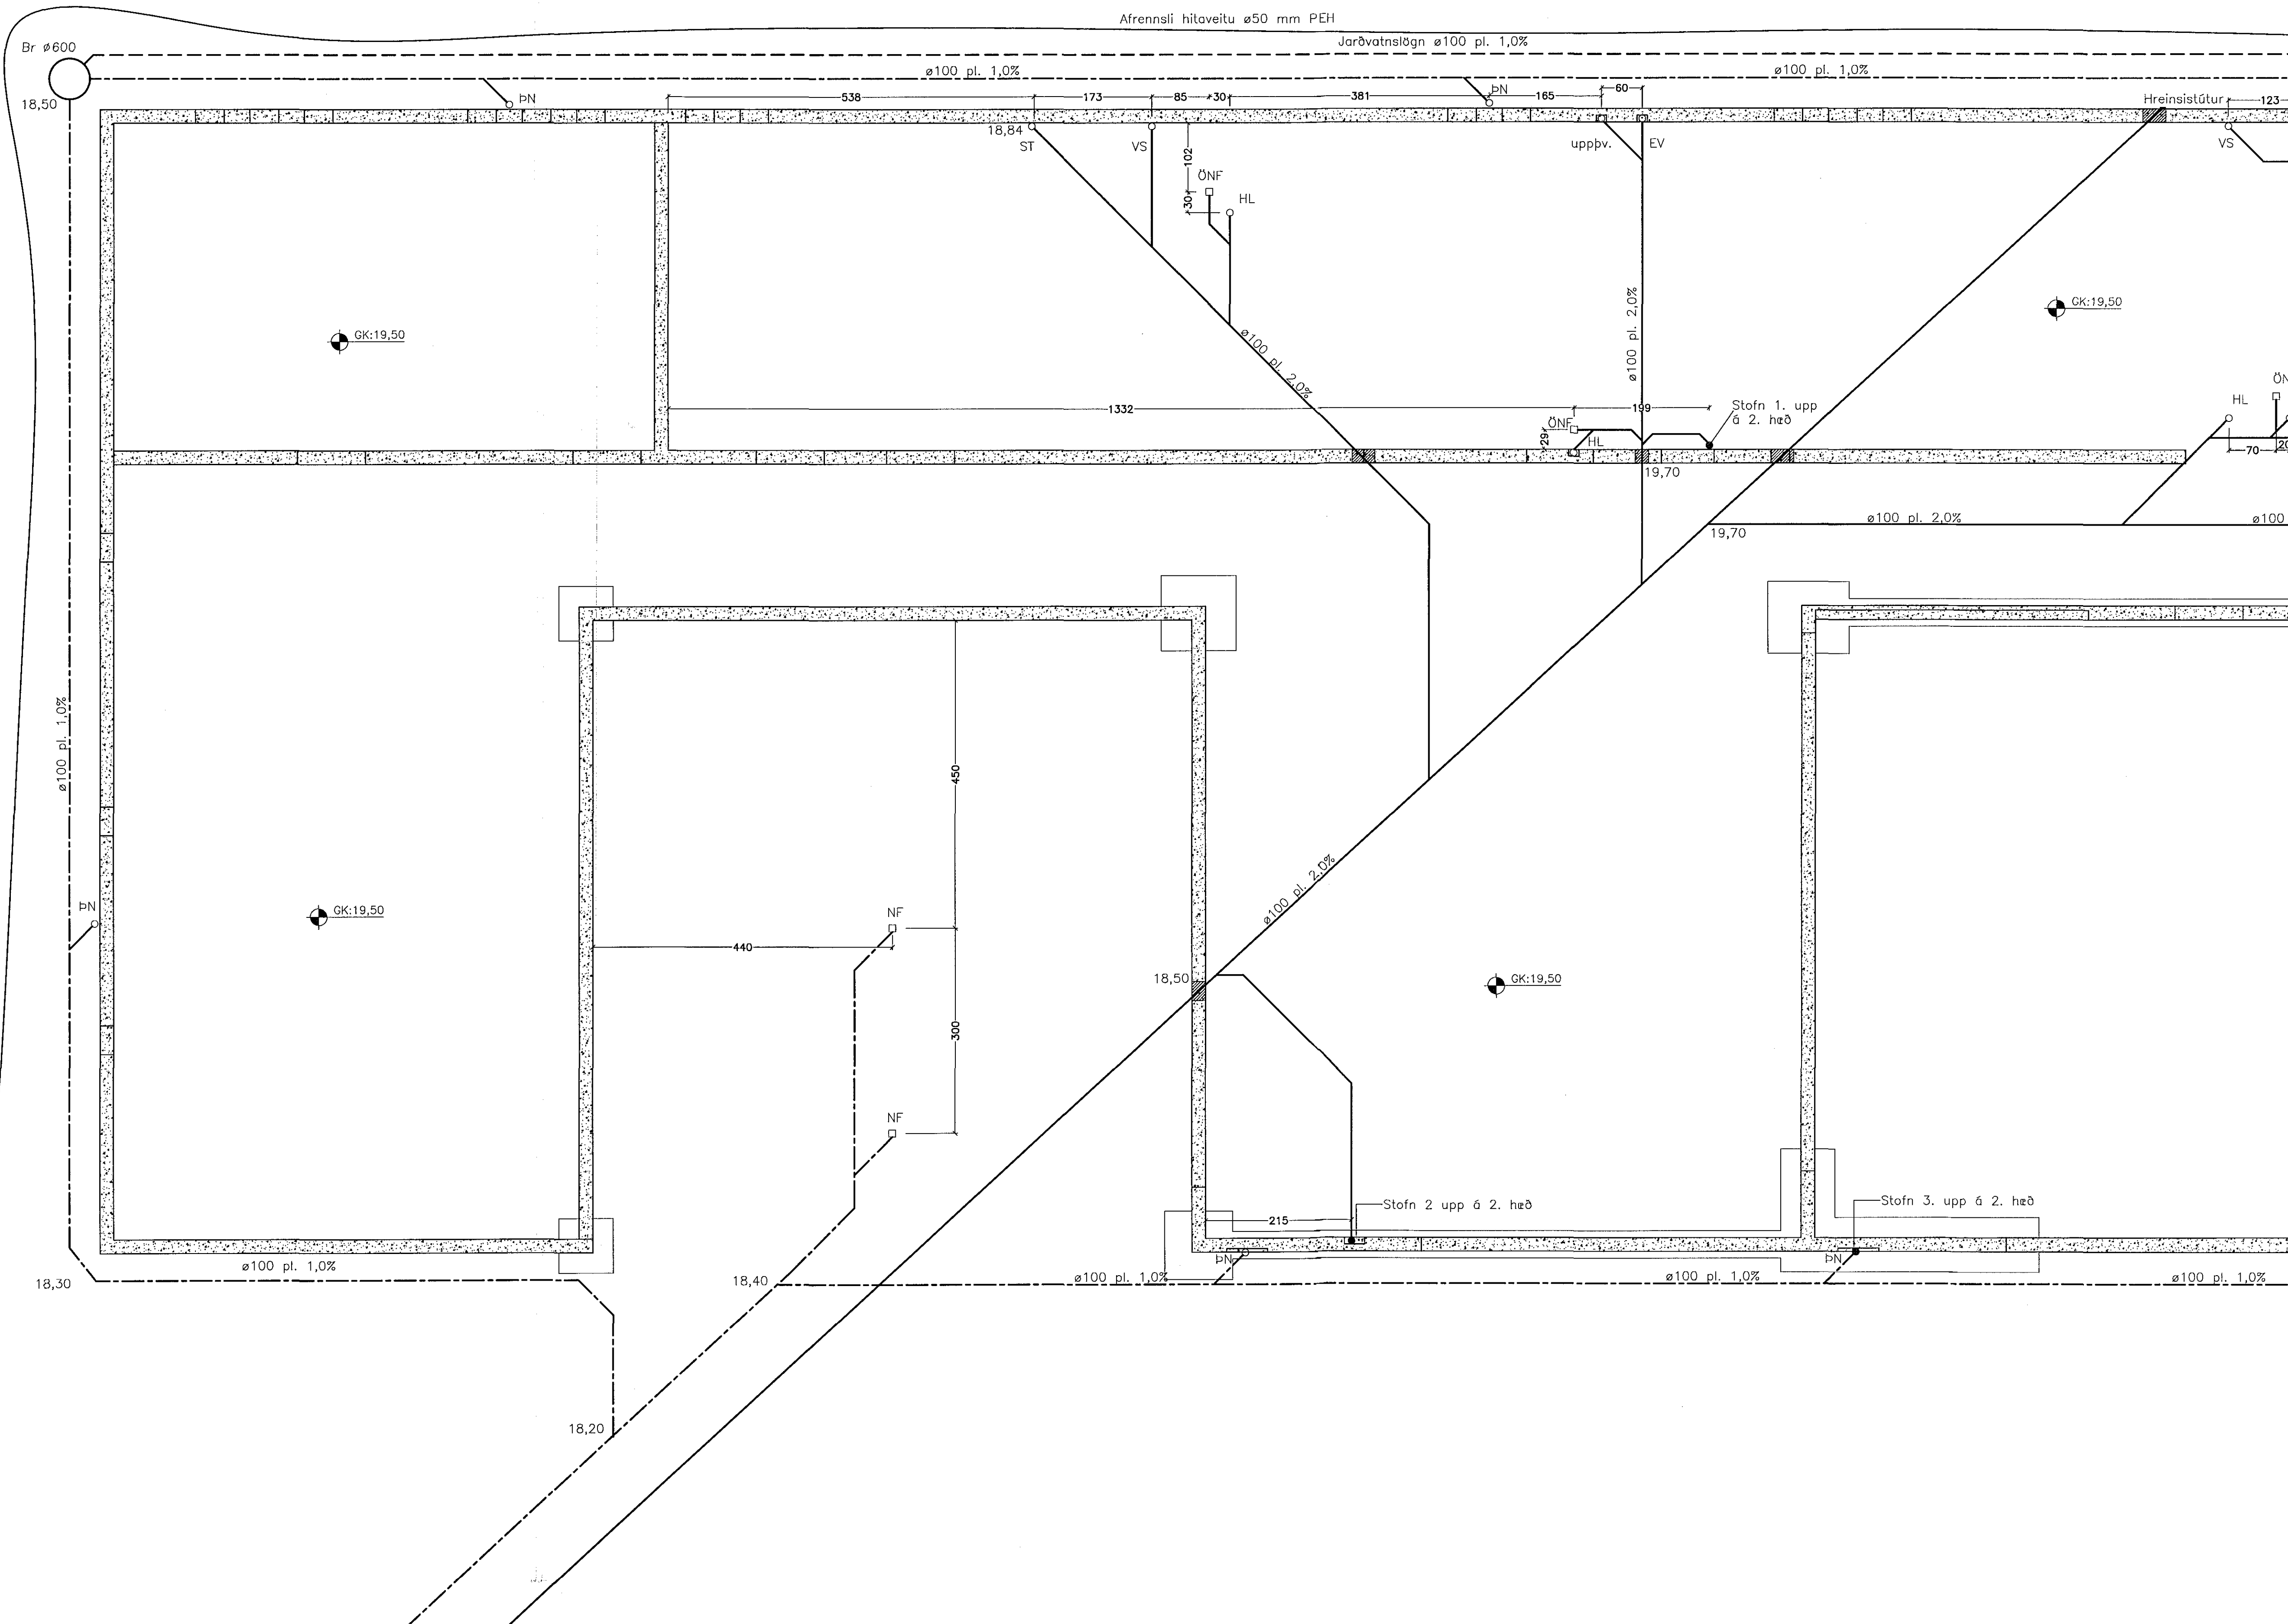 Afrennsli hitaveitu ø50 mm PEH
Jarðvatnslögn ø100 pl. 1,0%
Br ø600
ø100 pl. 1,0%
ø100 pl. 1,0%
18,50
ÞN
538
173
85
30
381
ÞN
165
60
Hreinsistútur
123
18,84
ST
VS
102
uppþv.
EV
VS
ÖNF
30
HL
GK:19,50
ø100 pl. 2,0%
ø100 pl. 2,0%
GK:19,50
1332
199
Stofn 1. upp
á 2. hæð
ÖNF
29
HL
HL
70
19,70
ø100 pl. 2,0%
ø100
19,70
ø100 pl. 1,0%
450
ÞN
GK:19,50
NF
440
ø100 pl. 2,0%
18,50
GK:19,50
300
NF
Stofn 2 upp á 2. hæð
Stofn 3. upp á 2. hæð
215
ÞN
ÞN
18,30
ø100 pl. 1,0%
18,40
ø100 pl. 1,0%
ø100 pl. 1,0%
ø100 pl. 1,0%
18,20